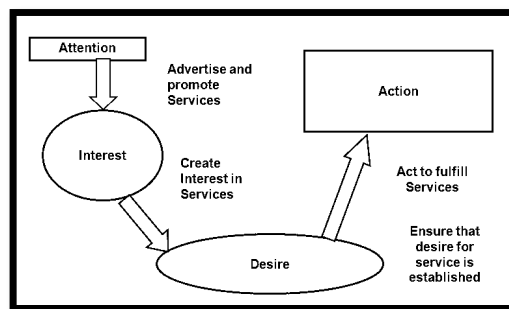 Attention
Advertise and
promote
Services
Action
Interest
Create
Interest in
Services
Act to fulfill
Services
Ensure that
desire for
service is
established
Desire